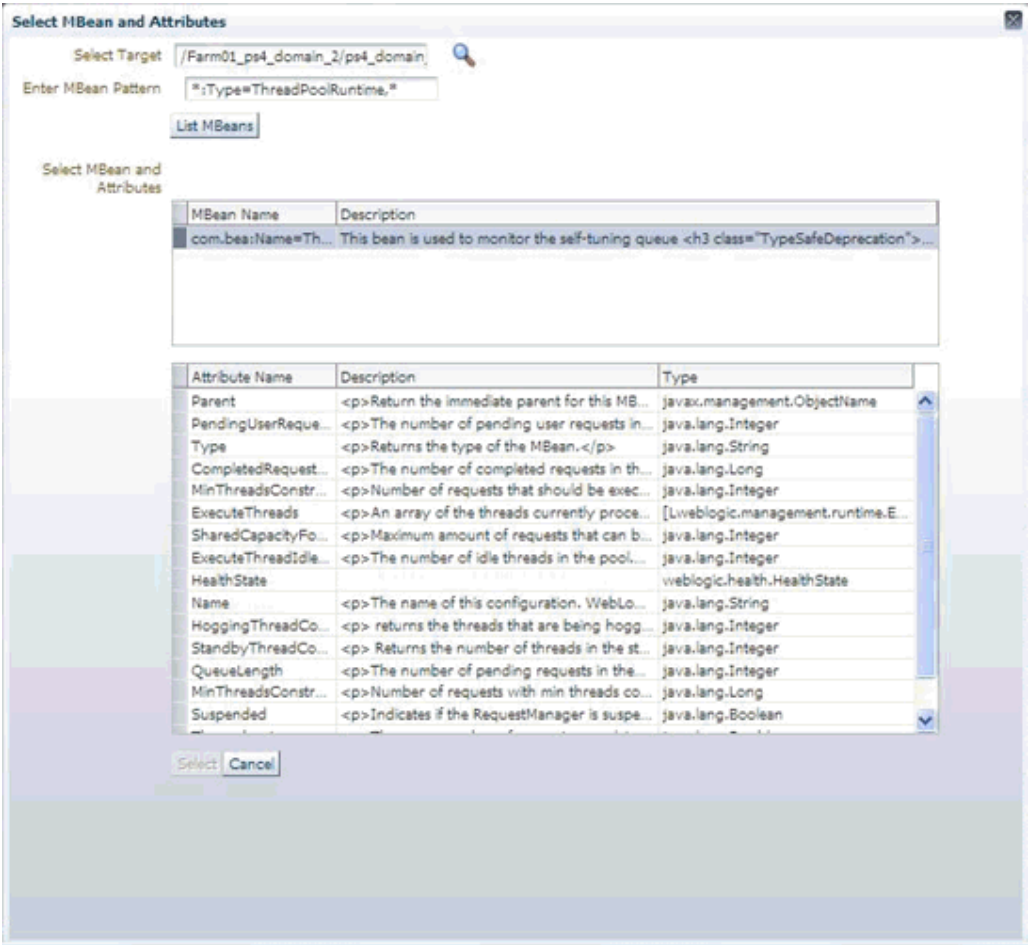 Select MBean and Attributes
Select Target /Farm01_ps4_domain_2/ps4_domain_
Enter MBean Pattern *:Type=ThreadPoolRuntime,*
List MBeans
Select MBean and
Attributes
MBean Name Description
com.bea:Name=Th... This bean is used to monitor the self-tuning queue <h3 class="TypeSafeDeprecation">...
Attribute Name Description Type
Parent <p>Return the immediate parent for this MB... javax.management.ObjectName
PendingUserReque... <p>The number of pending user requests in... java.lang.Integer
Type <p>Returns the type of the MBean.</p> java.lang.String
CompletedRequest... <p>The number of completed requests in th... java.lang.Long
MinThreadsConstr... <p>Number of requests that should be exec... java.lang.Integer
ExecuteThreads <p>An array of the threads currently proce... [Lweblogic.management.runtime.E...
SharedCapacityFo... <p>Maximum amount of requests that can b... java.lang.Integer
ExecuteThreadIdle... <p>The number of idle threads in the pool.... java.lang.Integer
HealthState weblogic.health.HealthState
Name <p>The name of this configuration. WebLo... java.lang.String
HoggingThreadCo... <p> returns the threads that are being hogg... java.lang.Integer
StandbyThreadCo... <p> Returns the number of threads in the st... java.lang.Integer
QueueLength <p>The number of pending requests in the... java.lang.Integer
MinThreadsConstr... <p>Number of requests with min threads co... java.lang.Long
Suspended <p>Indicates if the RequestManager is suspe... java.lang.Boolean
Select Cancel